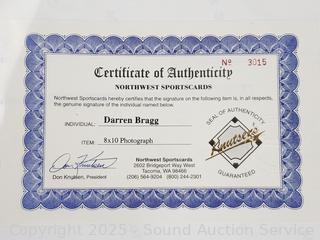 No 3015
Certificate of Authenticity
NORTHWEST SPORTSCARDS
Northwest Sportscards hereby certifies that the signature on the following item is, in all respects,
the genuine signature of the individual named below.
INDIVIDUAL: Darren Bragg
ITEM: 8x10 Photograph
SEAL OF AUTHENTICITY
Knutsen's
GUARANTEED
Don Knutsen, President
Northwest Sportscards
2602 Bridgeport Way West
Tacoma, WA 98466
(206) 564-9204 (800) 244-2301
Copyright 2025 - Sound Auction Service